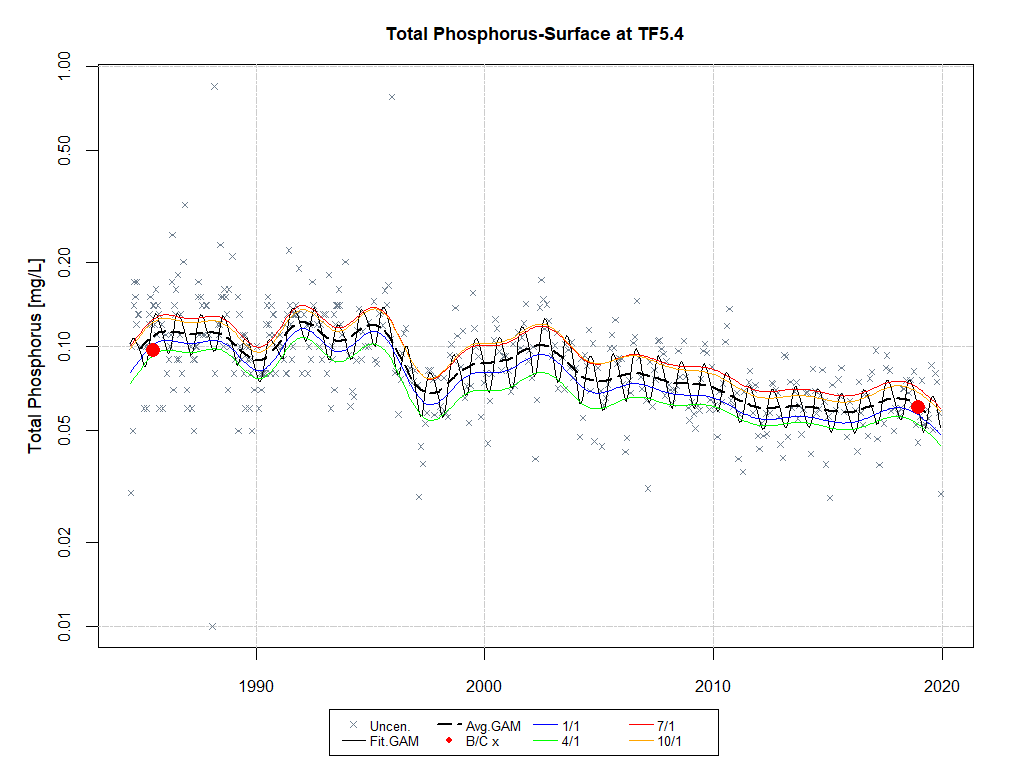 Total Phosphorus-Surface at TF5.4
Total Phosphorus [mg/L]
1.00
0.50
0.20
0.10
0.05
0.02
0.01
1990 2000 2010 2020
Uncen. Avg.GAM 1/1 7/1
Fit.GAM B/C x 4/1 10/1